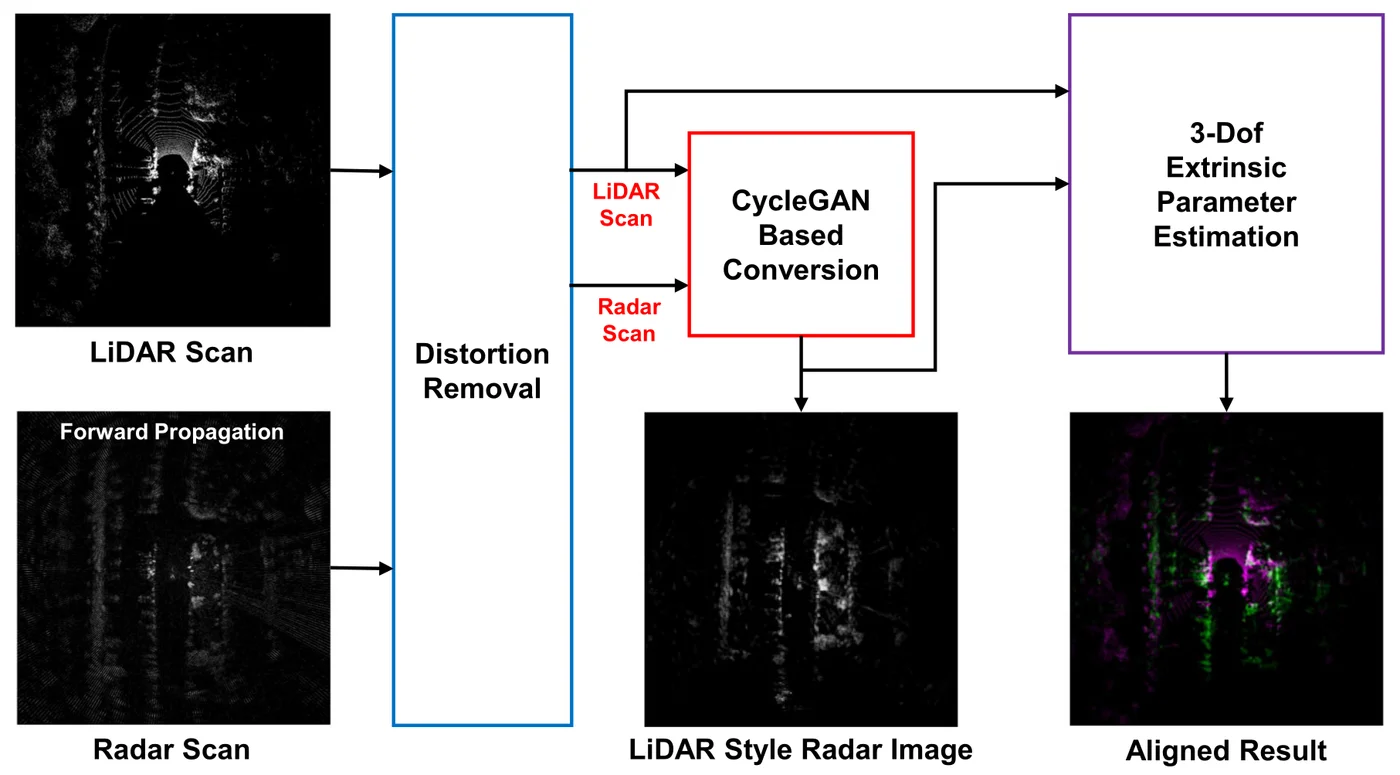 LiDAR Scan
Forward Propagation
Radar Scan
Distortion
Removal
LiDAR
Scan
Radar
Scan
CycleGAN
Based
Conversion
LiDAR Style Radar Image
3-Dof
Extrinsic
Parameter
Estimation
Aligned Result